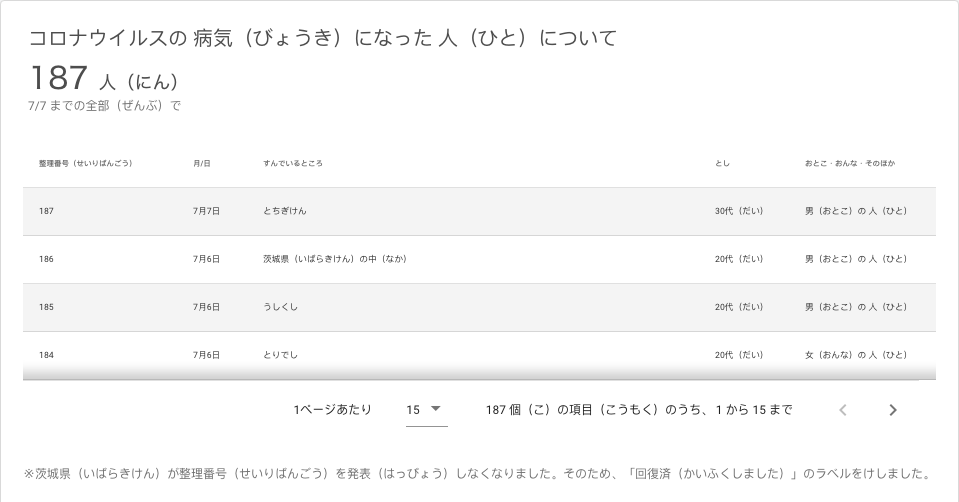 コロナウイルスの 病気（びょうき）になった 人（ひと）について
187 人（にん）
7/7 までの全部（ぜんぶ）で
整理番号（せいりばんごう） 月/日 すんでいるところ とし おとこ・おんな・そのほか
187 7月7日 とちぎけん 30代（だい） 男（おとこ）の 人（ひと）
186 7月6日 茨城県（いばらきけん）の中（なか） 20代（だい） 男（おとこ）の 人（ひと）
185 7月6日 うしくし 20代（だい） 男（おとこ）の 人（ひと）
184 7月6日 とりでし 20代（だい） 女（おんな）の 人（ひと）
1ページあたり 15 187 個（こ）の項目（こうもく）のうち、1 から 15 まで
※茨城県（いばらきけん）が整理番号（せいりばんごう）を発表（はっぴょう）しなくなりました。そのため、「回復済（かいふくしました）」のラベルをけしました。